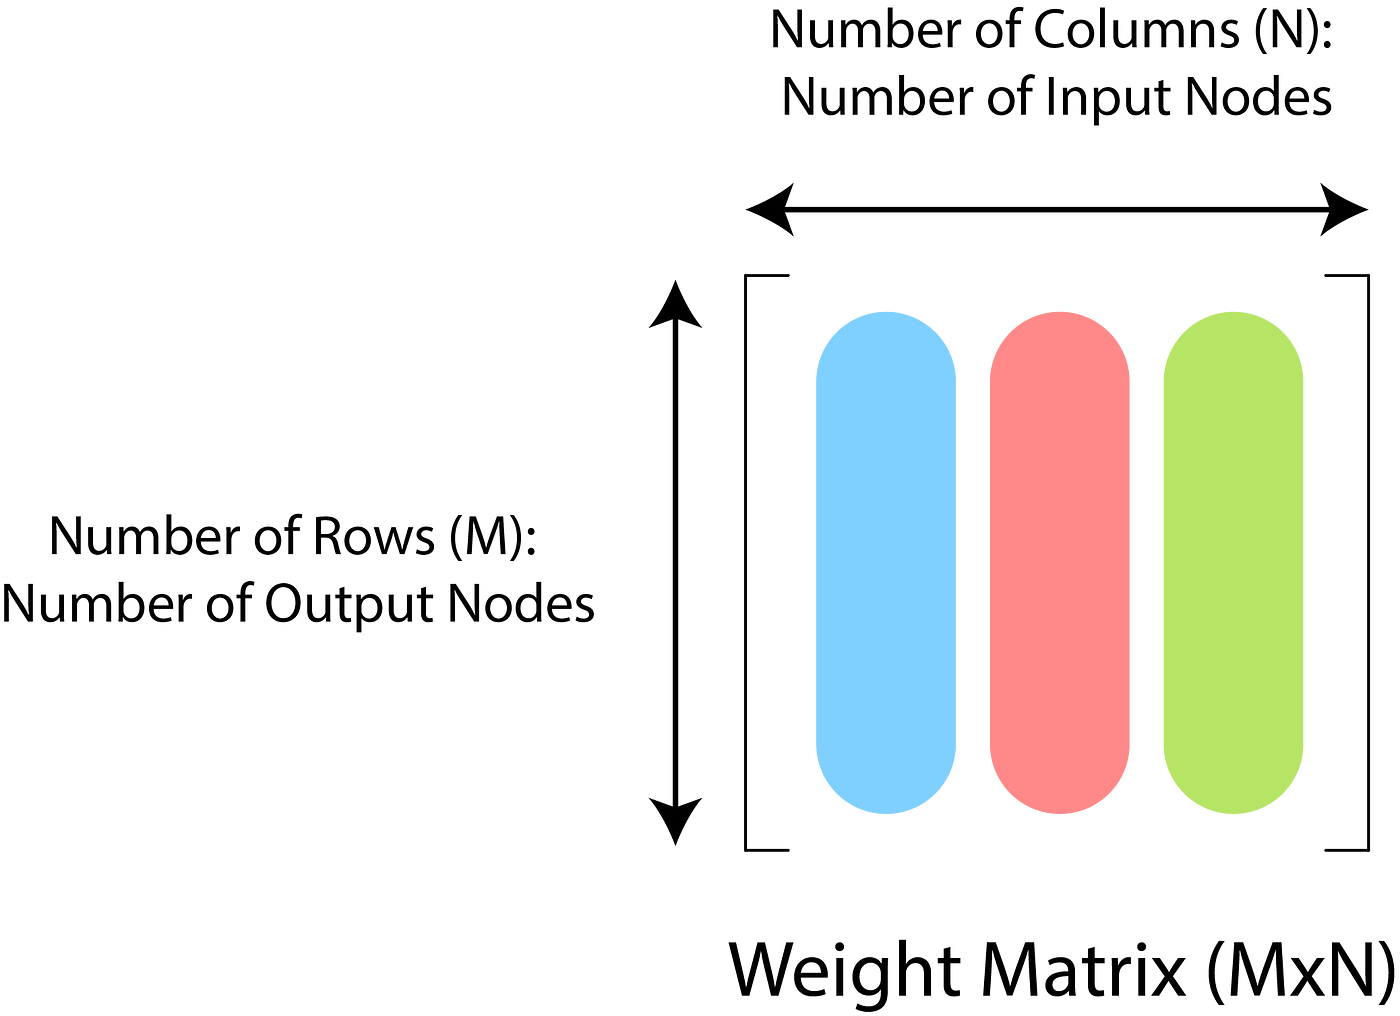 Number of Columns (N):
Number of Input Nodes
Number of Rows (M):
Number of Output Nodes
Weight Matrix (MxN)